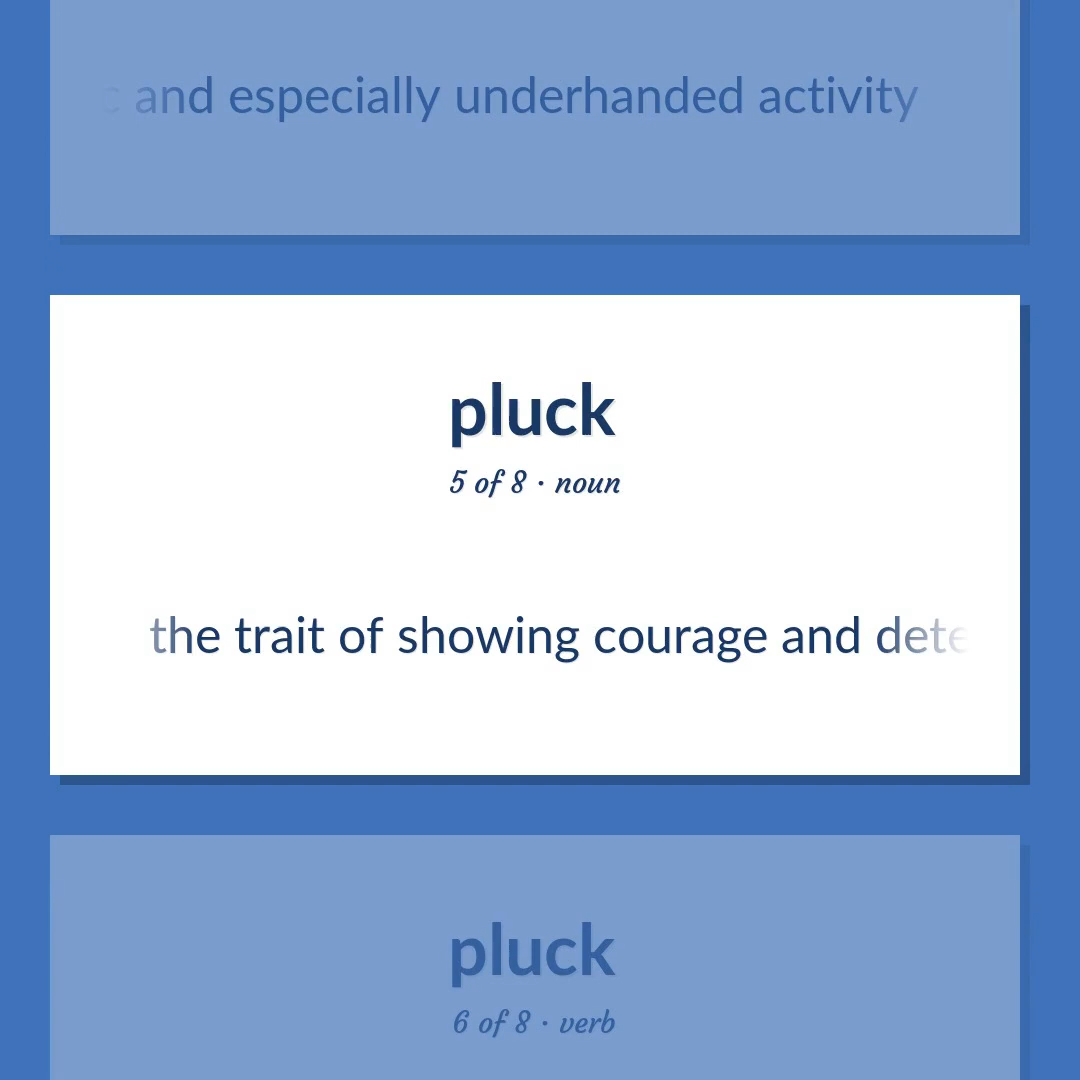 and especially underhanded activity
pluck
5 of 8 · noun
the trait of showing courage and dete
pluck
6 of 8 · verb